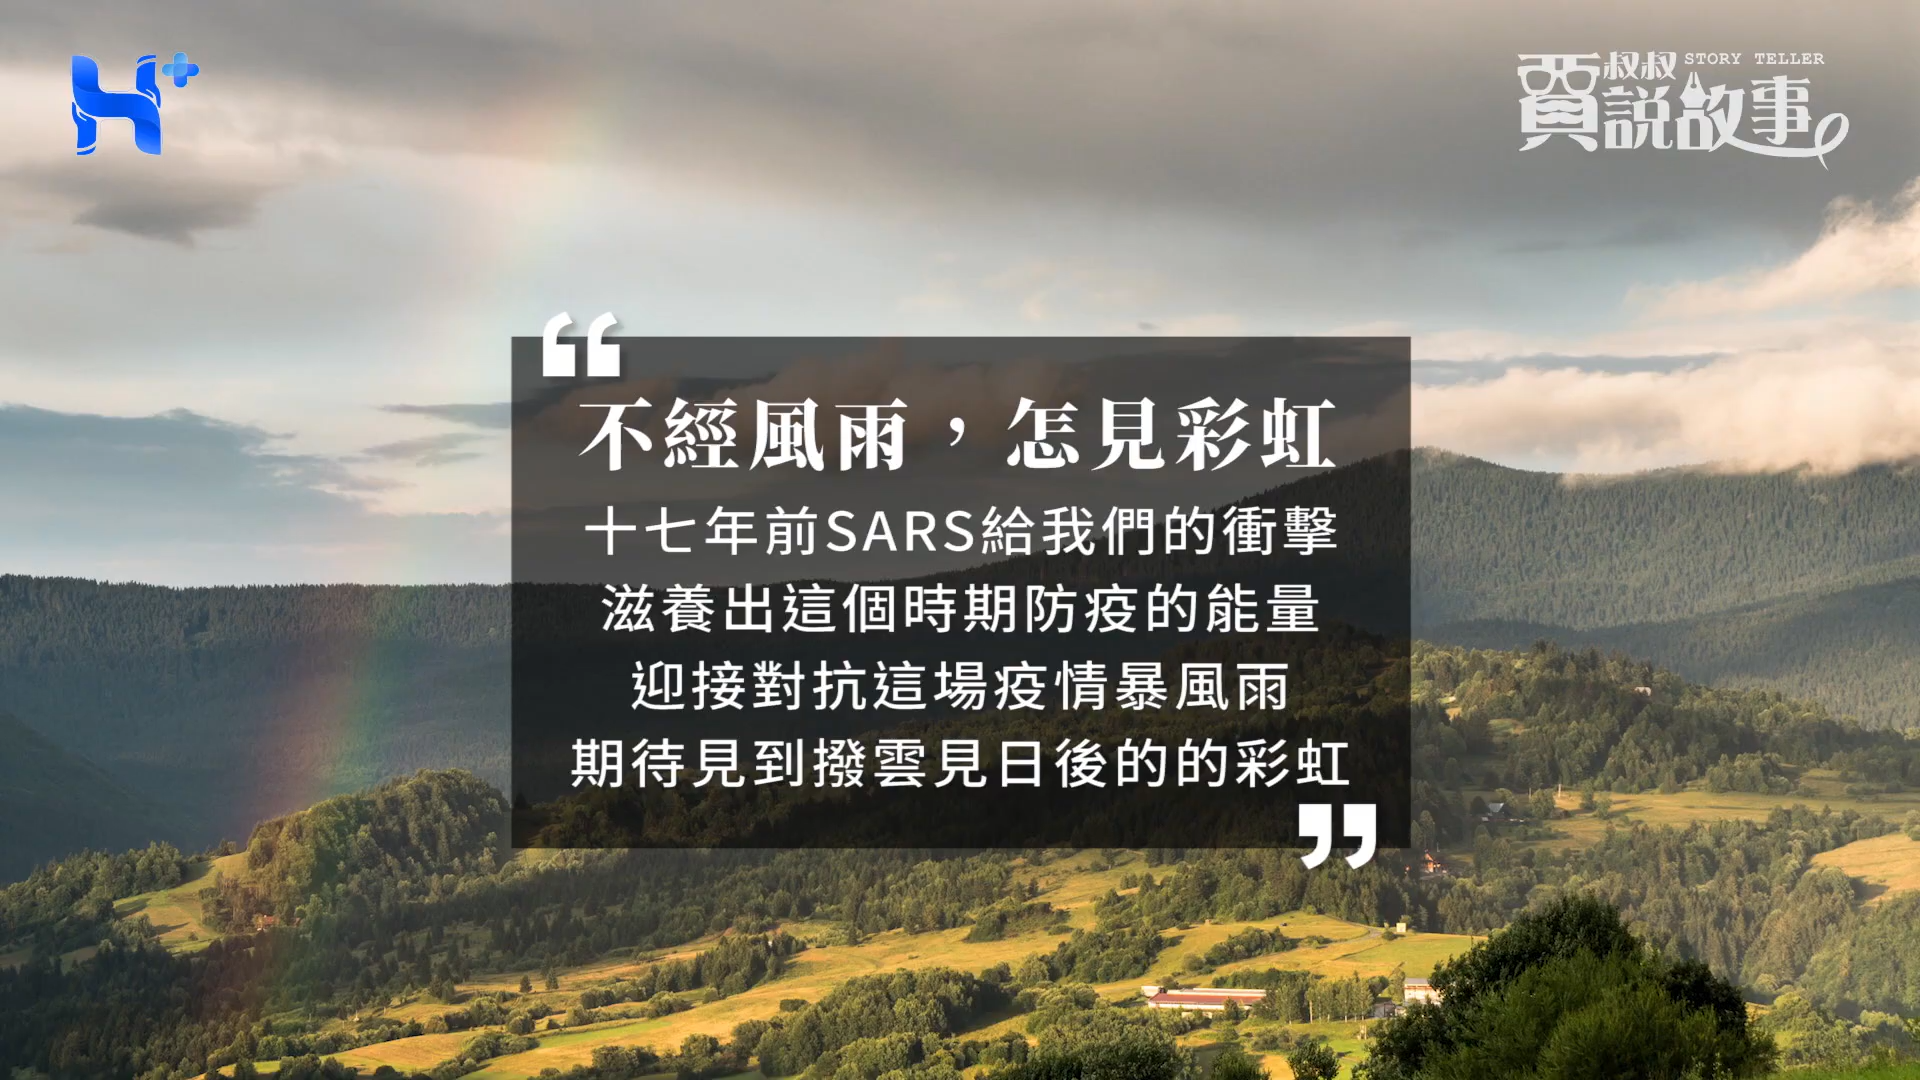 H+
賈叔叔說故事
STORY TELLER
不經風雨，怎見彩虹
十七年前SARS給我們的衝擊
滋養出這個時期防疫的能量
迎接對抗這場疫情暴風雨
期待見到撥雲見日後的的彩虹